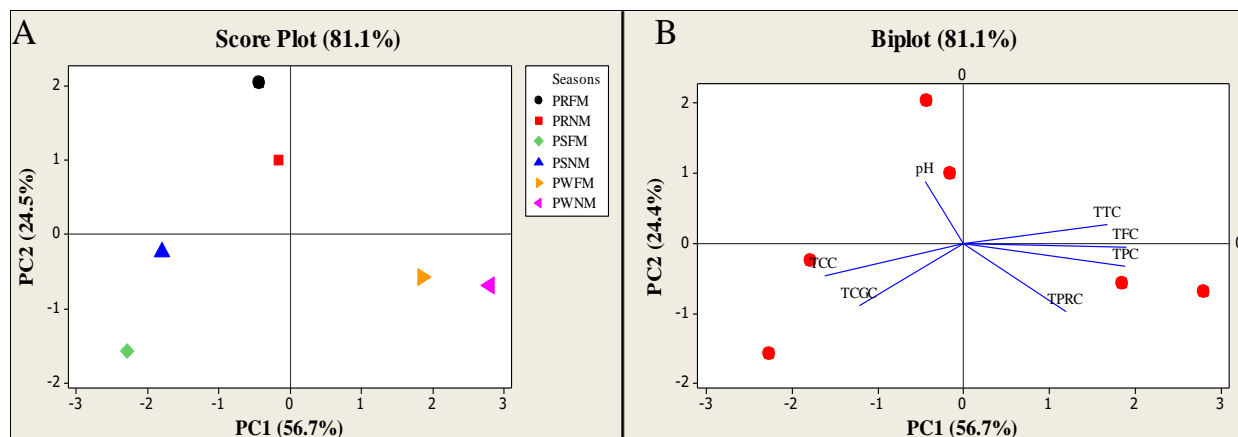 A
Score Plot (81.1%)
2
1
0
-1
-2
PC2 (24.5%)
-3
-2
-1
0
1
2
3
PC1 (56.7%)
Seasons
PRFM
PRNM
PSFM
PSNM
PWFM
PWNM
B
Biplot (81.1%)
0
2
1
0
-1
-2
PC2 (24.4%)
pH
TTC
TFC
TPC
TCC
TCGC
TPRC
0
-3
-2
-1
0
1
2
3
PC1 (56.7%)